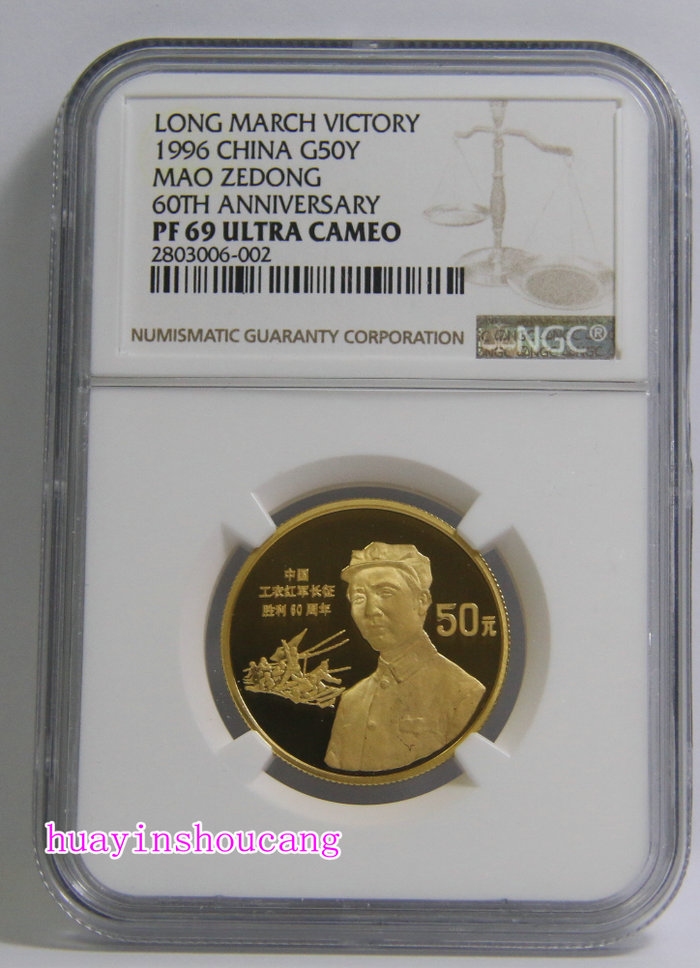 LONG MARCH VICTORY
1996 CHINA G50Y
MAO ZEDONG
60TH ANNIVERSARY
PF 69 ULTRA CAMEO
2803006-002
NUMISMATIC GUARANTY CORPORATION
NGC®
中国
工农红军长征
胜利60周年
50元
huayinshoucang